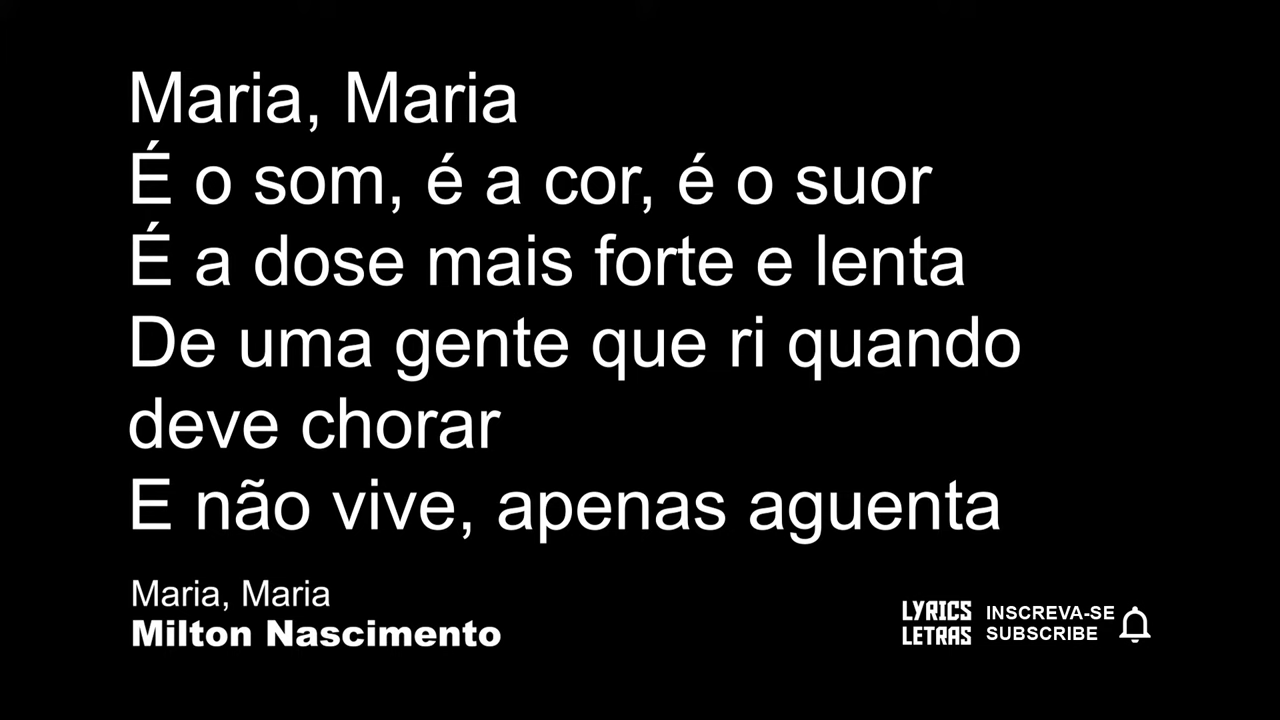 Maria, Maria
É o som, é a cor, é o suor
É a dose mais forte e lenta
De uma gente que ri quando
deve chorar
E não vive, apenas aguenta
Maria, Maria
Milton Nascimento
LYRICS
LETRAS
INSCREVA-SE
SUBSCRIBE